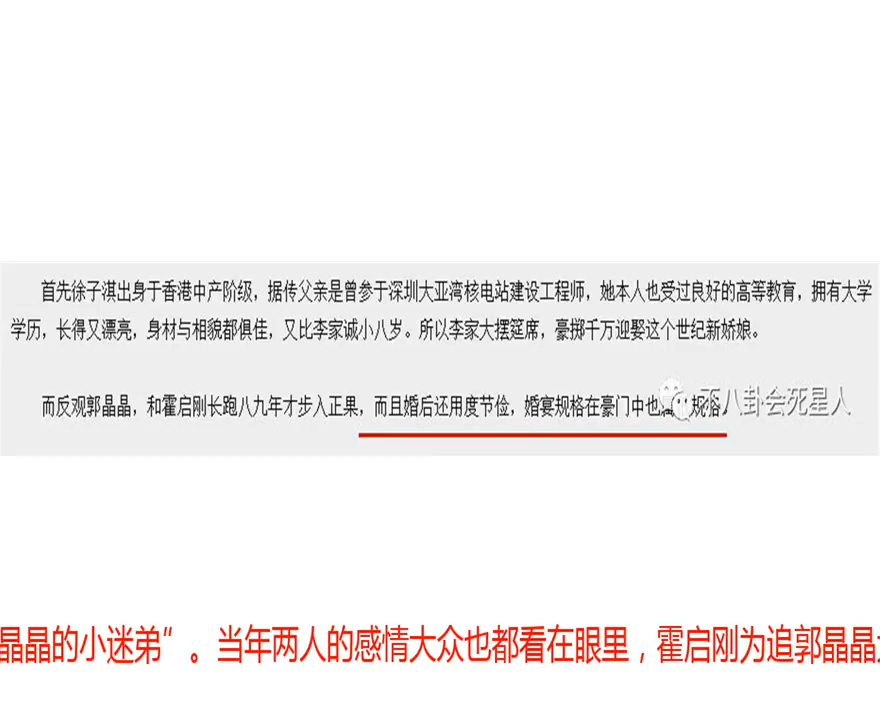 首先徐子淇出身于香港中产阶级，据传父亲是曾参于深圳大亚湾核电站建设工程师，她本人也受过良好的高等教育，拥有大学
学历，长得又漂亮，身材与相貌都俱佳，又比李家诚小八岁。所以李家大摆筵席，豪掷千万迎娶这个世纪新娇娘。
而反观郭晶晶，和霍启刚长跑八九年才步入正果，而且婚后还用度节俭，婚宴规格在豪门中也
不八卦会死星人
晶晶的小迷弟”。当年两人的感情大众也都看在眼里，霍启刚为追郭晶晶